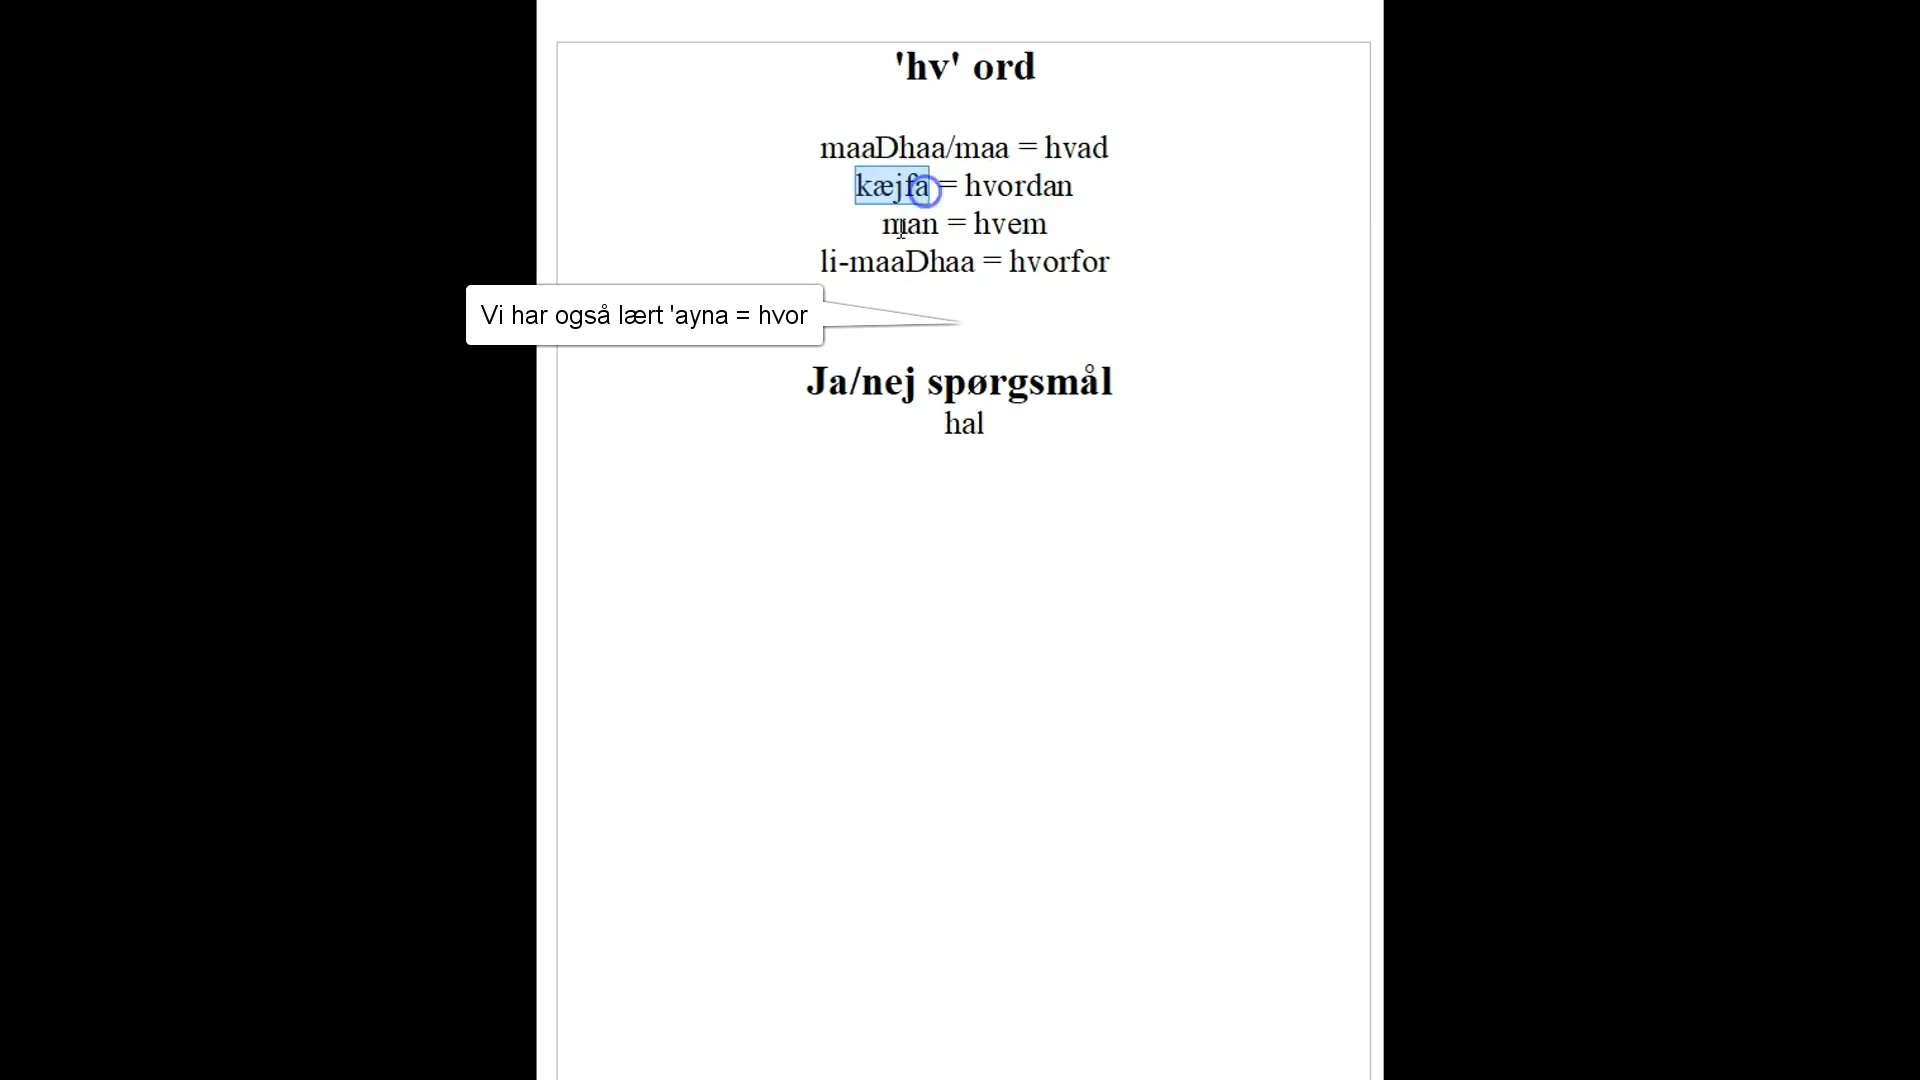 'hv' ord
maaDhaa/maa = hvad
kæjfa = hvordan
man = hvem
li-maaDhaa = hvorfor
Vi har også lært 'ayna = hvor
Ja/nej spørgsmål
hal